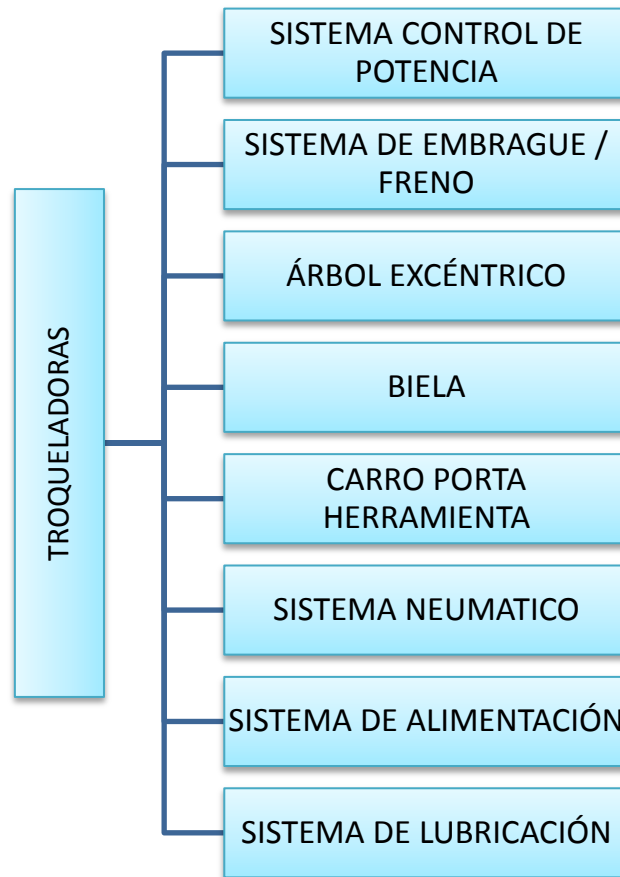 TROQUELADORAS
SISTEMA CONTROL DE
POTENCIA
SISTEMA DE EMBRAGUE /
FRENO
ÁRBOL EXCÉNTRICO
BIELA
CARRO PORTA
HERRAMIENTA
SISTEMA NEUMATICO
SISTEMA DE ALIMENTACIÓN
SISTEMA DE LUBRICACIÓN